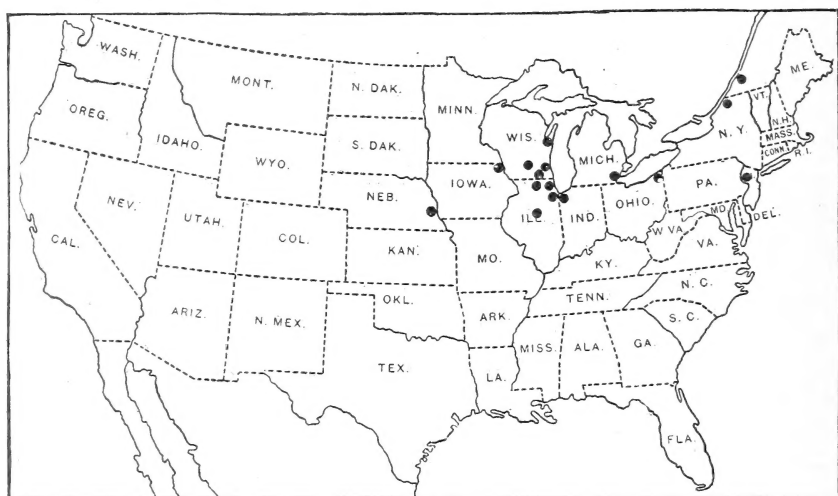 WASH.
OREG.
CAL.
NEV.
IDAHO.
MONT.
WYO.
UTAH.
ARIZ.
COL.
N. MEX.
N. DAK.
S. DAK.
NEB.
KAN.
OKL.
TEX.
MINN.
IOWA.
MO.
ARK.
LA.
WIS.
ILL.
MICH.
IND.
OHIO.
KY.
TENN.
MISS.
ALA.
GA.
FLA.
S. C.
N. C.
VA.
W VA.
MD.
DEL.
PA.
N. Y.
VT.
N.H.
MASS.
CONN.
R.I.
ME.